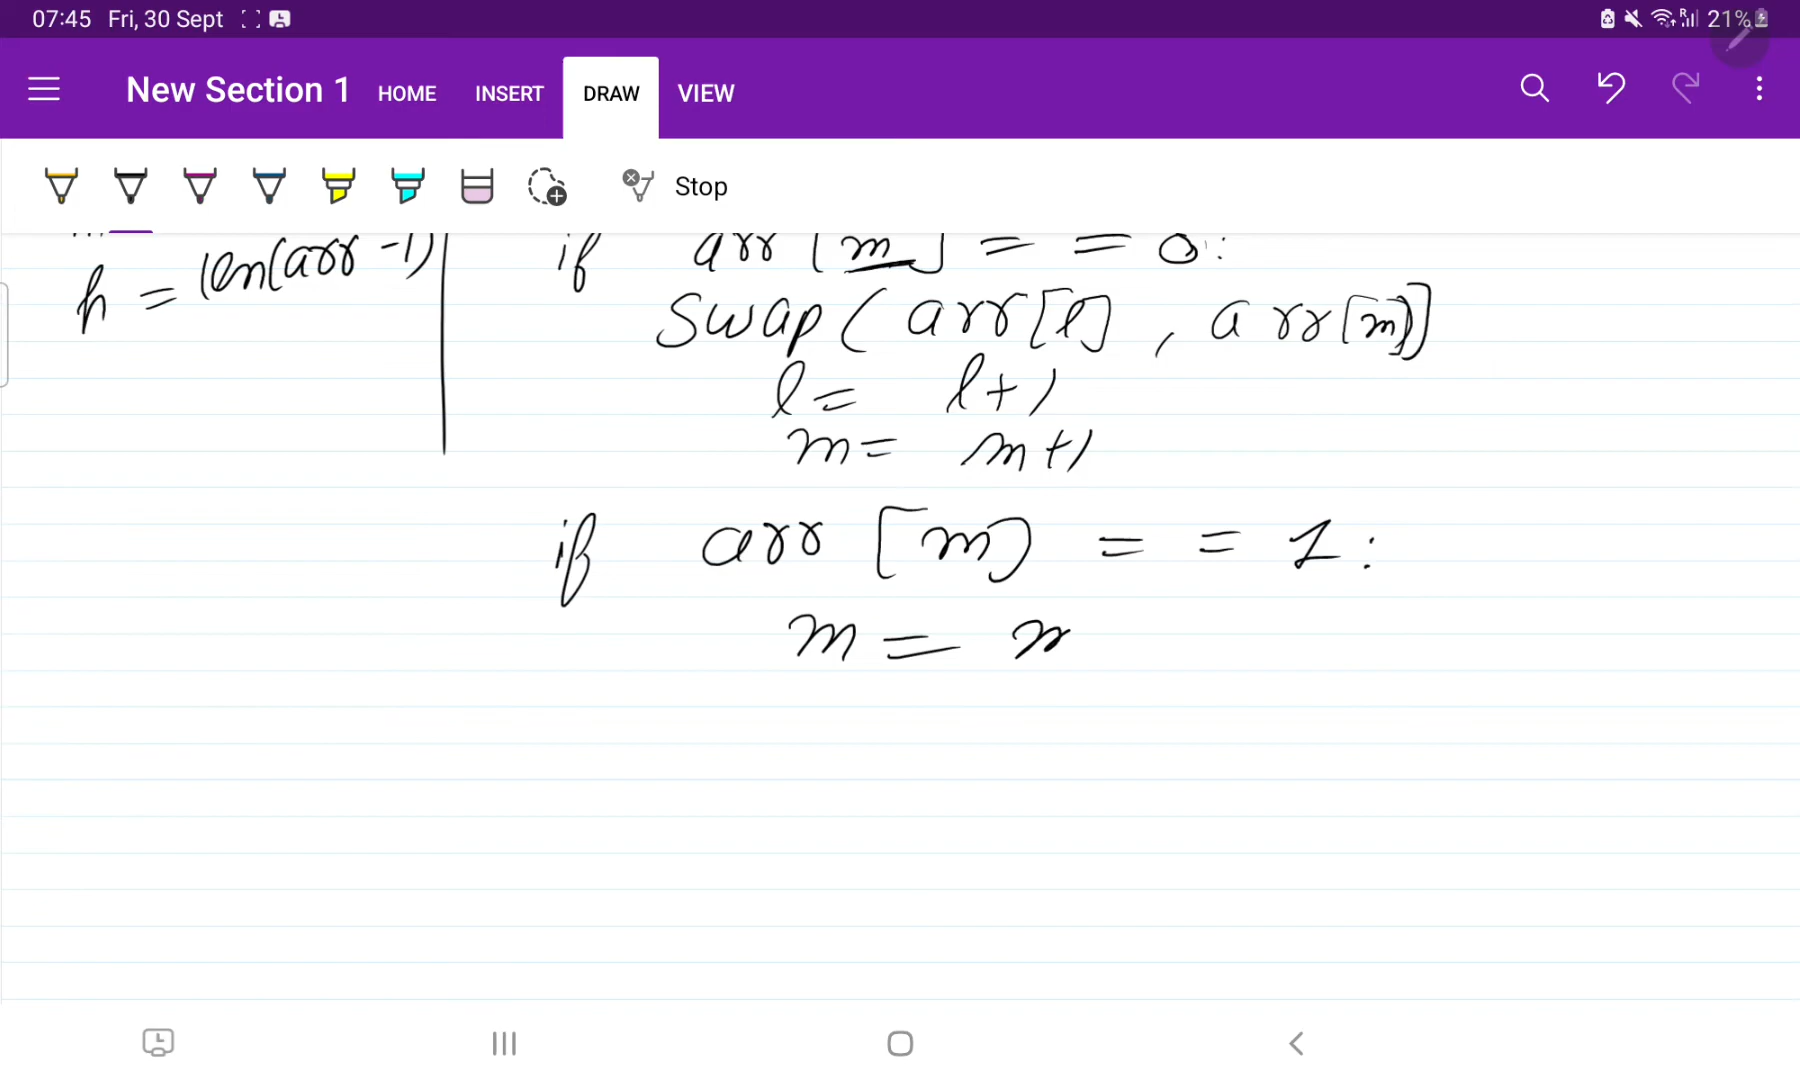 07:45 Fri, 30 Sept 21%
New Section 1 HOME INSERT DRAW VIEW
Stop
h = len(arr -1)
if arr [m] = = 0:
Swap( arr[l] , arr[m])
l = l+1
m = m+1
if arr [m] = = 1:
m = m